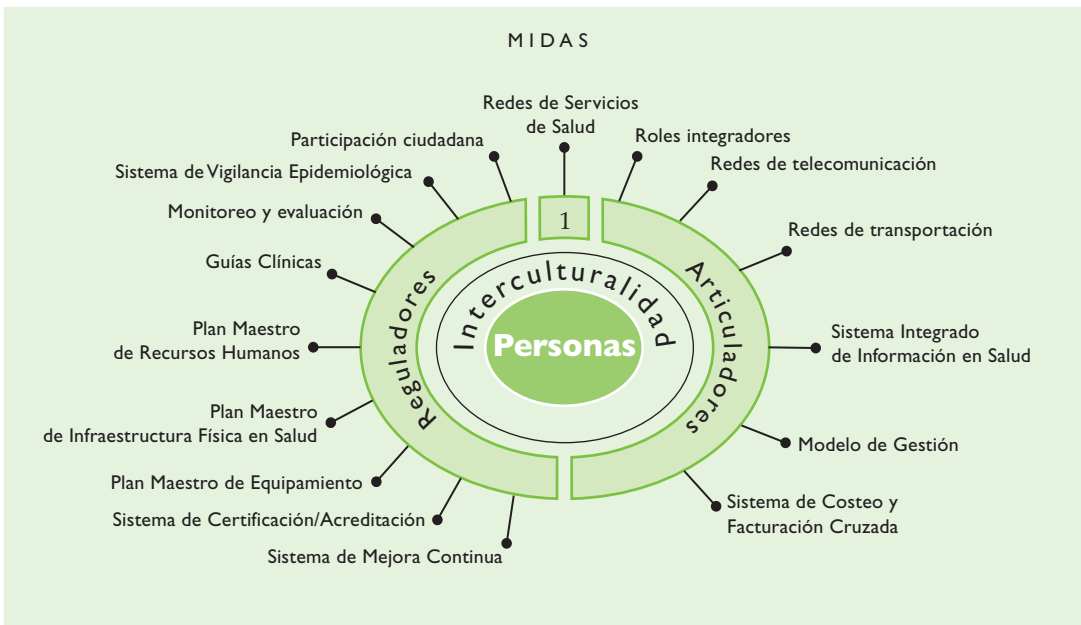 MIDAS
Redes de Servicios
de Salud
Participación ciudadana
Sistema de Vigilancia Epidemiológica
Monitoreo y evaluación
Guías Clínicas
Plan Maestro
de Recursos Humanos
Plan Maestro
de Infraestructura Física en Salud
Plan Maestro de Equipamiento
Sistema de Certificación/Acreditación
Sistema de Mejora Continua
Roles integradores
Redes de telecomunicación
Redes de transportación
Sistema Integrado
de Información en Salud
Modelo de Gestión
Sistema de Costeo y
Facturación Cruzada
1
Reguladores
Interculturalidad
Personas
Articuladores